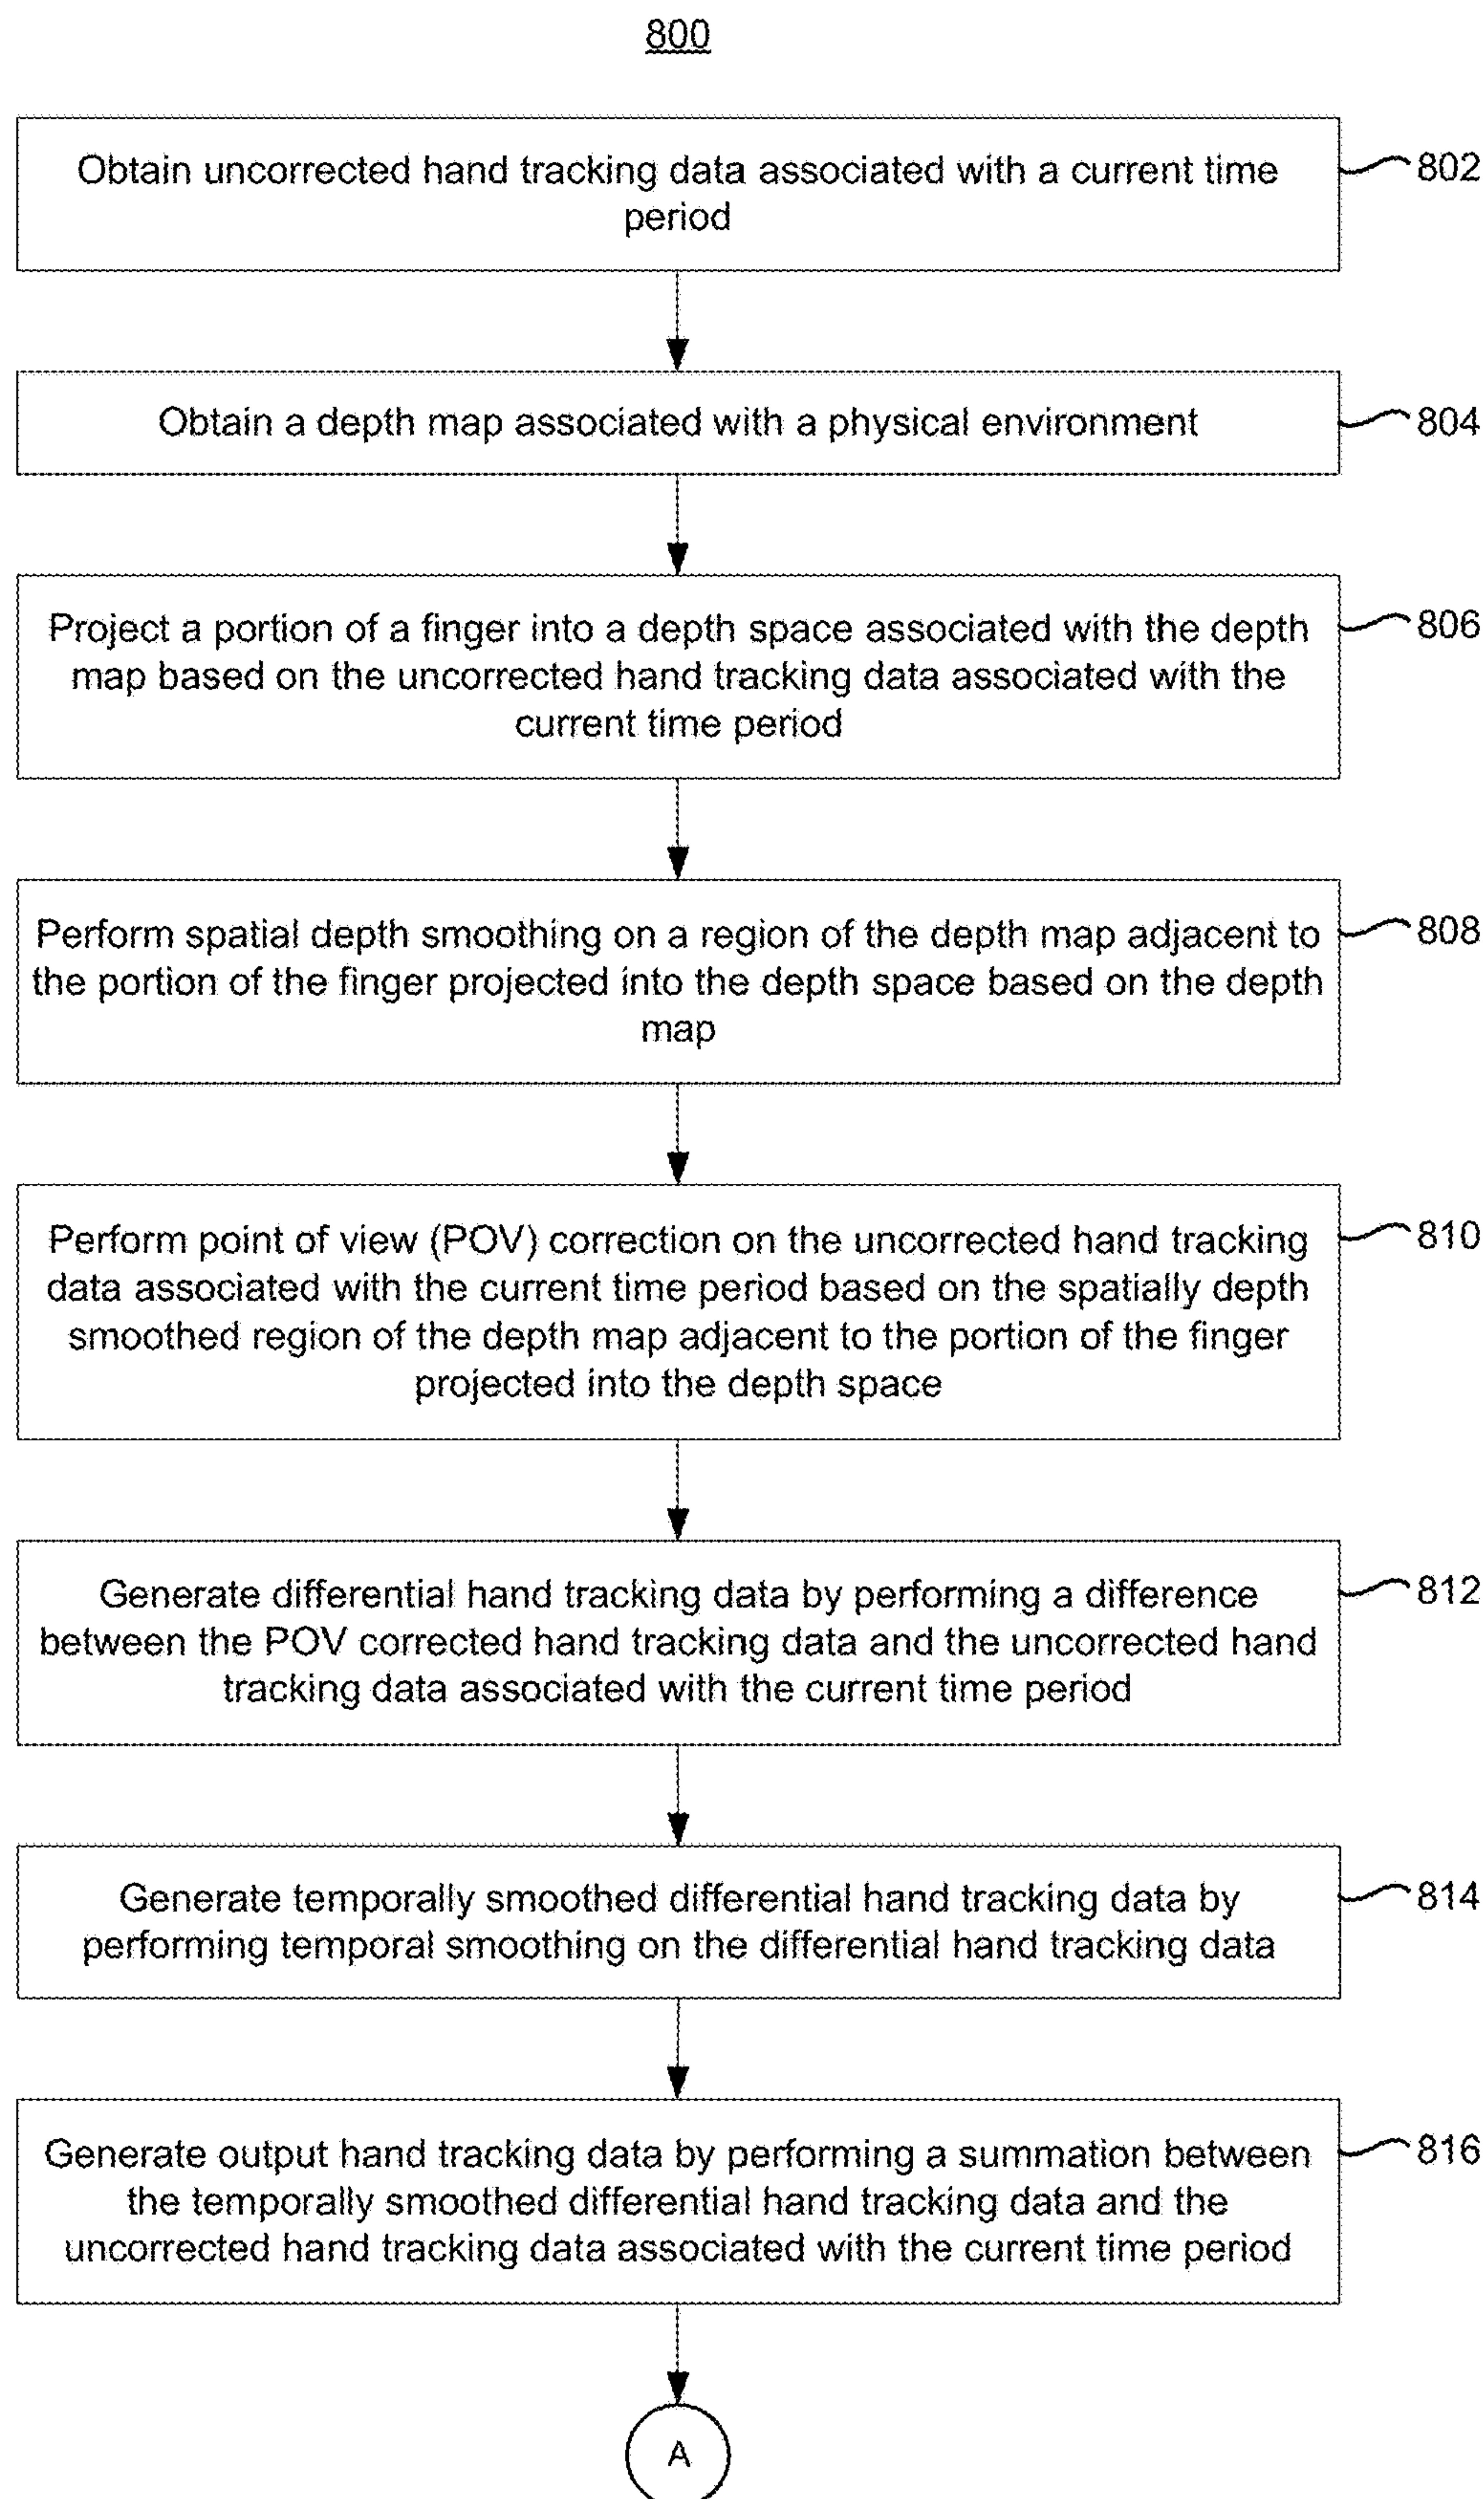 800
Obtain uncorrected hand tracking data associated with a current time
period
802
Obtain a depth map associated with a physical environment
804
Project a portion of a finger into a depth space associated with the depth
map based on the uncorrected hand tracking data associated with the
current time period
806
Perform spatial depth smoothing on a region of the depth map adjacent to
the portion of the finger projected into the depth space based on the depth
map
808
Perform point of view (POV) correction on the uncorrected hand tracking
data associated with the current time period based on the spatially depth
smoothed region of the depth map adjacent to the portion of the finger
projected into the depth space
810
Generate differential hand tracking data by performing a difference
between the POV corrected hand tracking data and the uncorrected hand
tracking data associated with the current time period
812
Generate temporally smoothed differential hand tracking data by
performing temporal smoothing on the differential hand tracking data
814
Generate output hand tracking data by performing a summation between
the temporally smoothed differential hand tracking data and the
uncorrected hand tracking data associated with the current time period
816
A